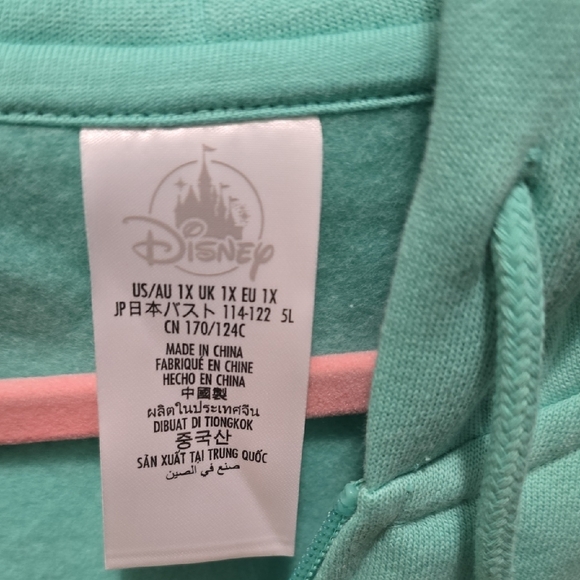 Disney
US/AU 1X UK 1X EU 1X
JP日本バスト 114-122 5L
CN 170/124C
MADE IN CHINA
FABRIQUÉ EN CHINE
HECHO EN CHINA
中國製
ผลิตในประเทศจีน
DIBUAT DI TIONGKOK
중국산
SẢN XUẤT TẠI TRUNG QUỐC
صنع في الصين